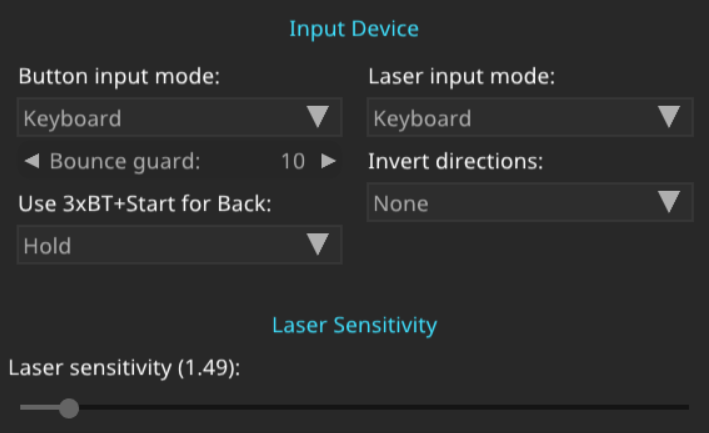 Input Device
Button input mode:
Laser input mode:
Keyboard
Keyboard
Bounce guard: 10
Invert directions:
Use 3xBT+Start for Back:
None
Hold
Laser Sensitivity
Laser sensitivity (1.49):